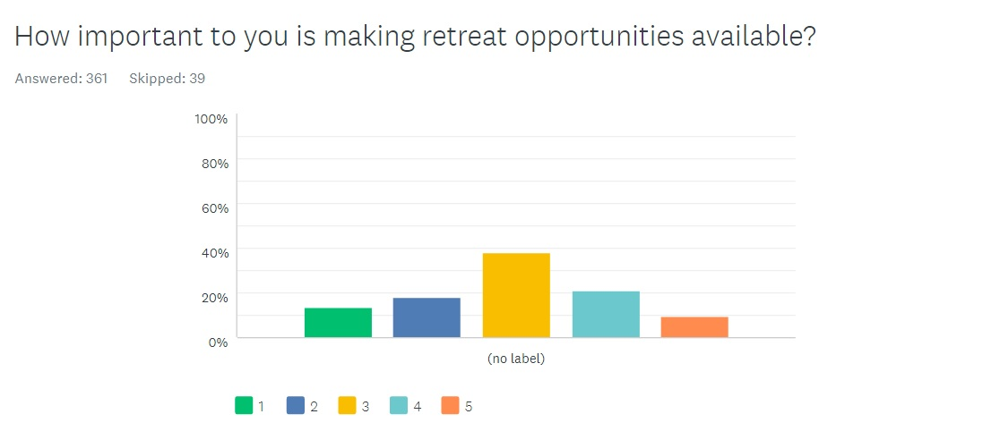 How important to you is making retreat opportunities available?
Answered: 361 Skipped: 39
100%
80%
60%
40%
20%
0%
(no label)
1 2 3 4 5